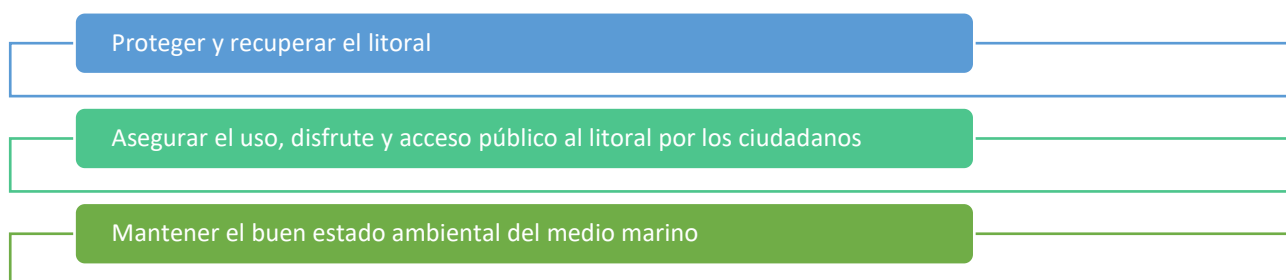 Proteger y recuperar el litoral
Asegurar el uso, disfrute y acceso público al litoral por los ciudadanos
Mantener el buen estado ambiental del medio marino